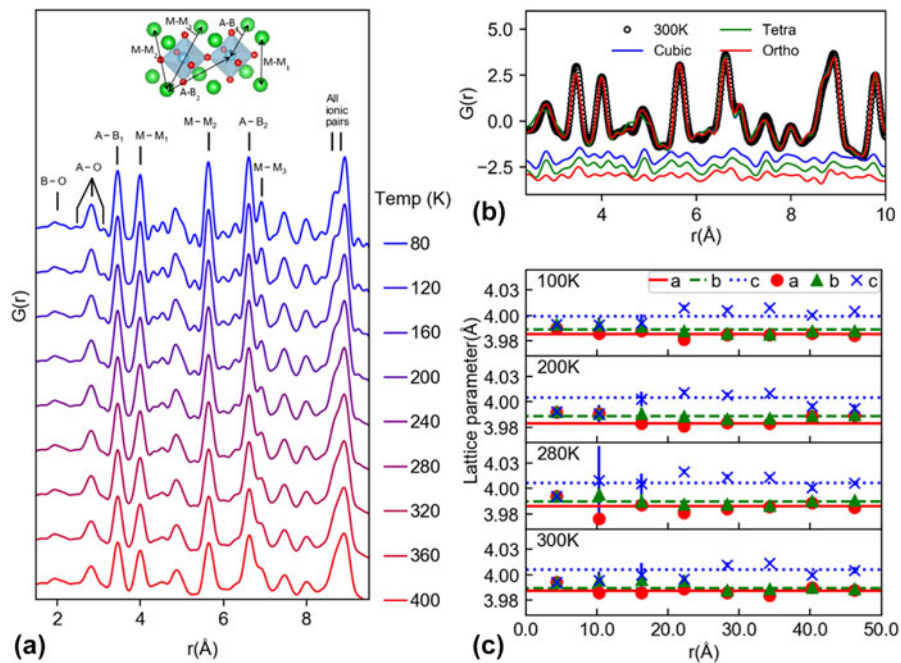 (a)
M-M₃
A-B₁
M-M₂
M-M₁
A-B₂
All
ionic
pairs
M – M₂
A – B₂
A – B₁
M – M₁
A – O
B – O
M – M₃
Temp (K)
80
120
160
200
240
280
320
360
400
G(r)
2 4 6 8
r(Å)
(b)
5.0
2.5
0.0
−2.5
G(r)
300K
Cubic
Tetra
Ortho
4 6 8 10
r(Å)
(c)
100K
a b c a b c
4.03
4.00
3.98
200K
4.03
4.00
3.98
280K
4.03
4.00
3.98
300K
4.03
4.00
3.98
Lattice parameter(Å)
0.0 10.0 20.0 30.0 40.0 50.0
r(Å)